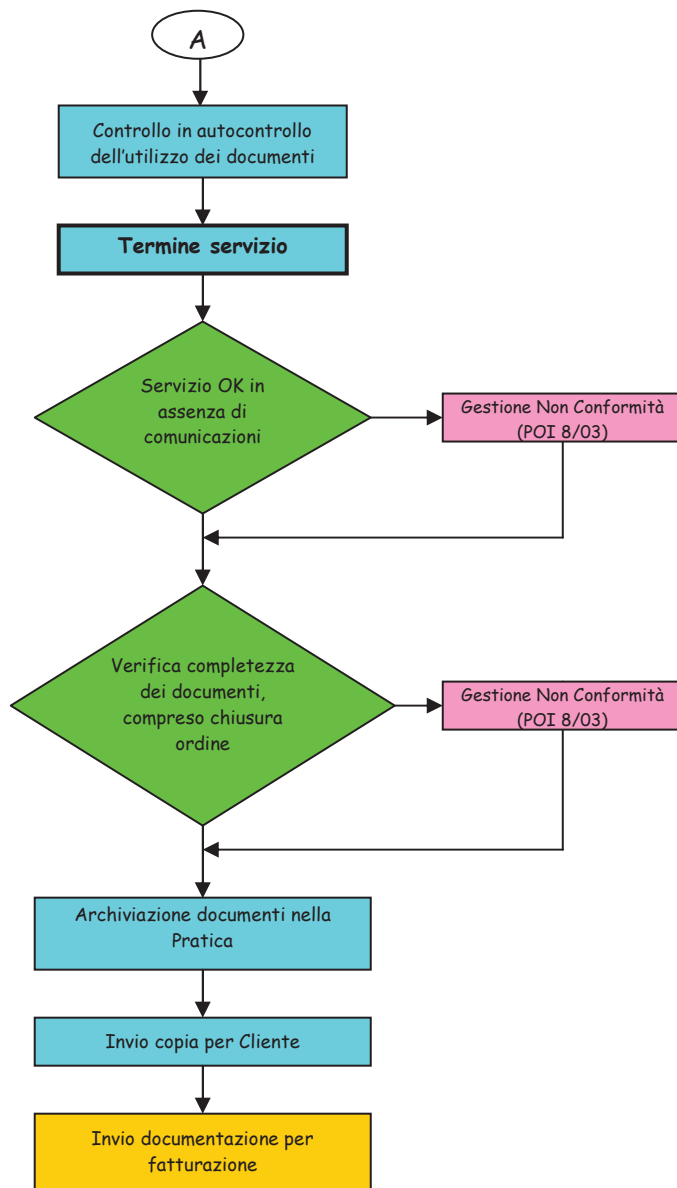 A
Controllo in autocontrollo
dell'utilizzo dei documenti
Termine servizio
Servizio OK in
assenza di
comunicazioni
Gestione Non Conformità
(POI 8/03)
Verifica completezza
dei documenti,
compreso chiusura
ordine
Gestione Non Conformità
(POI 8/03)
Archiviazione documenti nella
Pratica
Invio copia per Cliente
Invio documentazione per
fatturazione